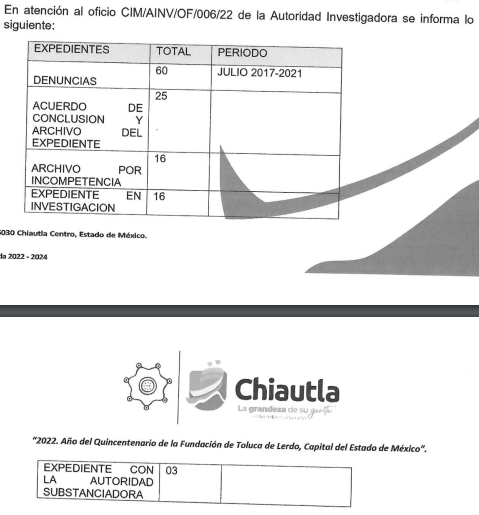 En atención al oficio CIM/AINV/OF/006/22 de la Autoridad Investigadora se informa lo
siguiente:
EXPEDIENTES TOTAL PERIODO
DENUNCIAS 60 JULIO 2017-2021
ACUERDO DE 25
CONCLUSION Y
ARCHIVO DEL
EXPEDIENTE
ARCHIVO POR 16
INCOMPETENCIA
EXPEDIENTE EN 16
INVESTIGACION
030 Chiautla Centro, Estado de México.
da 2022 - 2024
Chiautla
La grandeza de su gente
"2022. Año del Quincentenario de la Fundación de Toluca de Lerdo, Capital del Estado de México".
EXPEDIENTE CON 03
LA AUTORIDAD
SUBSTANCIADORA